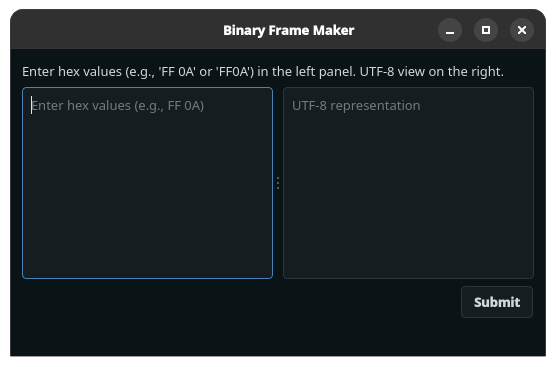 Binary Frame Maker
Enter hex values (e.g., 'FF 0A' or 'FF0A') in the left panel. UTF-8 view on the right.
Enter hex values (e.g., FF 0A)
UTF-8 representation
Submit